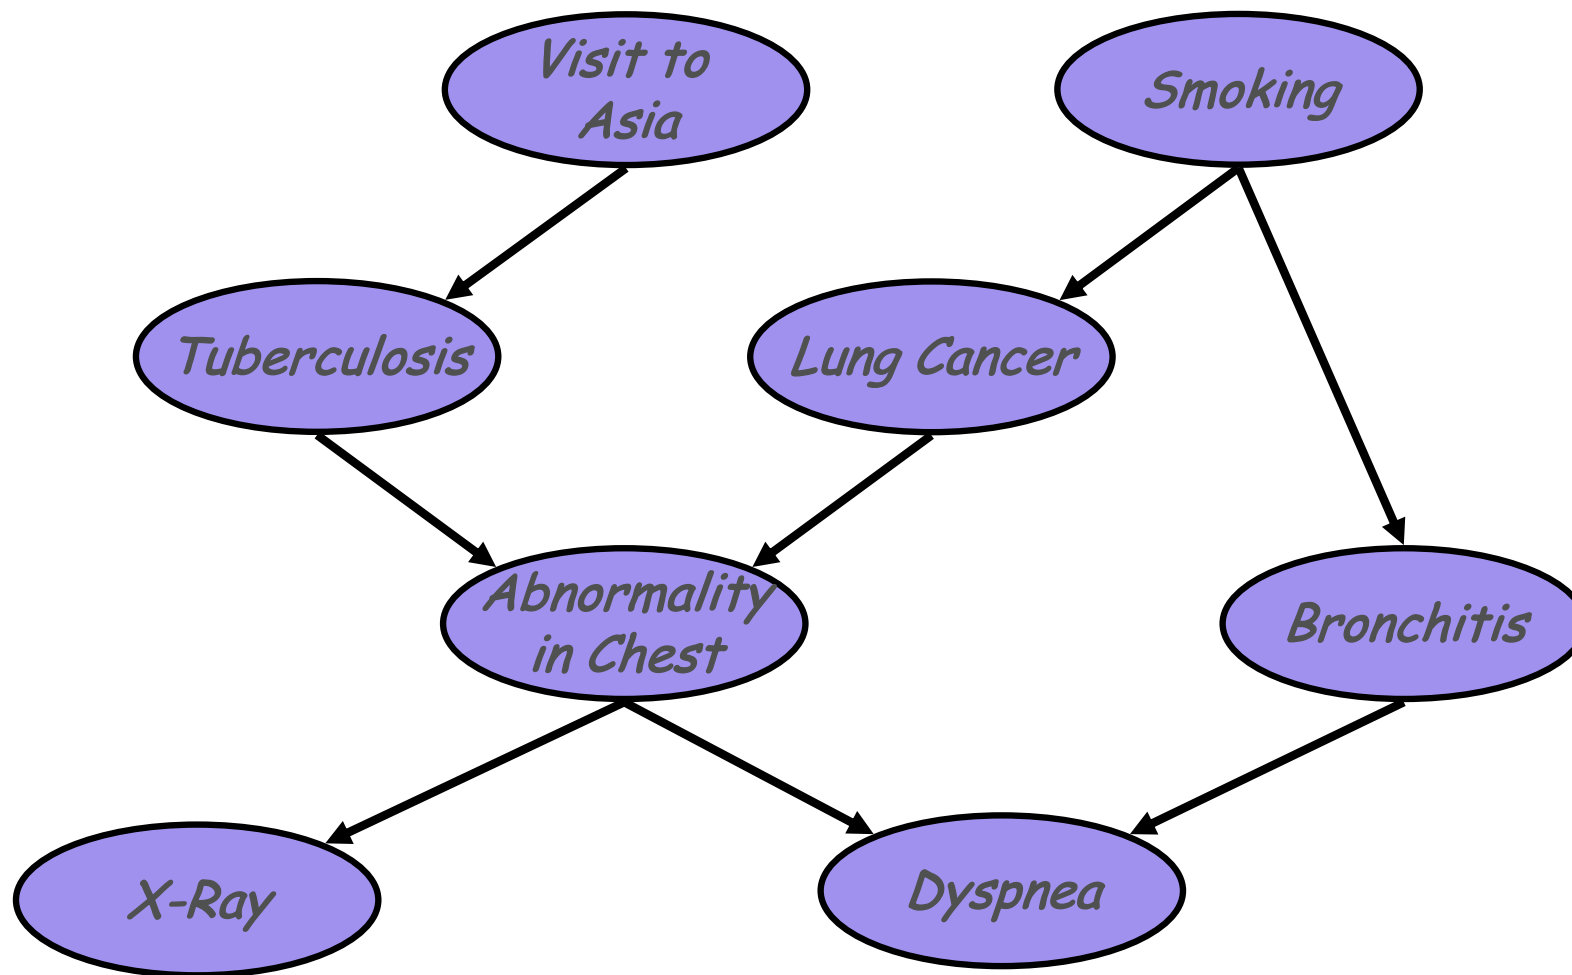 Visit to
Asia
Smoking
Tuberculosis
Lung Cancer
Abnormality
in Chest
Bronchitis
X-Ray
Dyspnea